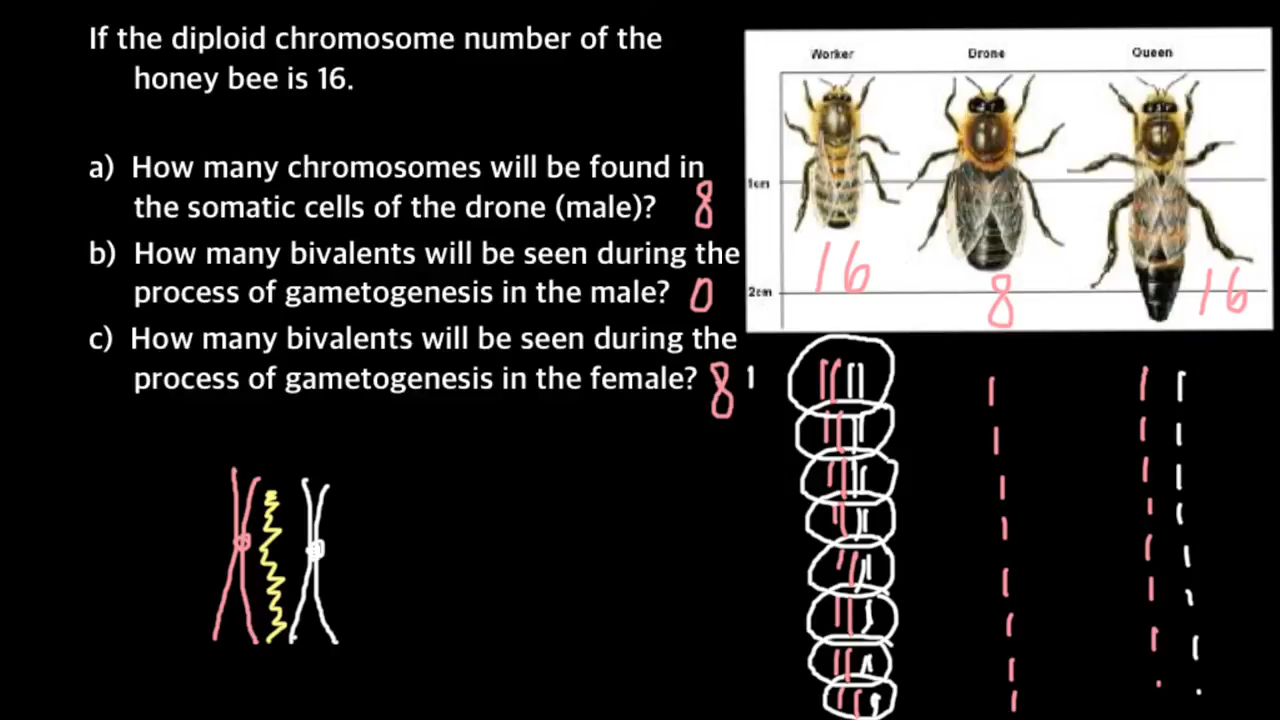 If the diploid chromosome number of the
honey bee is 16.
a) How many chromosomes will be found in
the somatic cells of the drone (male)? 8
b) How many bivalents will be seen during the
process of gametogenesis in the male? 0
c) How many bivalents will be seen during the
process of gametogenesis in the female? 8 1
Worker Drone Queen
1cm
2cm
16 8 16